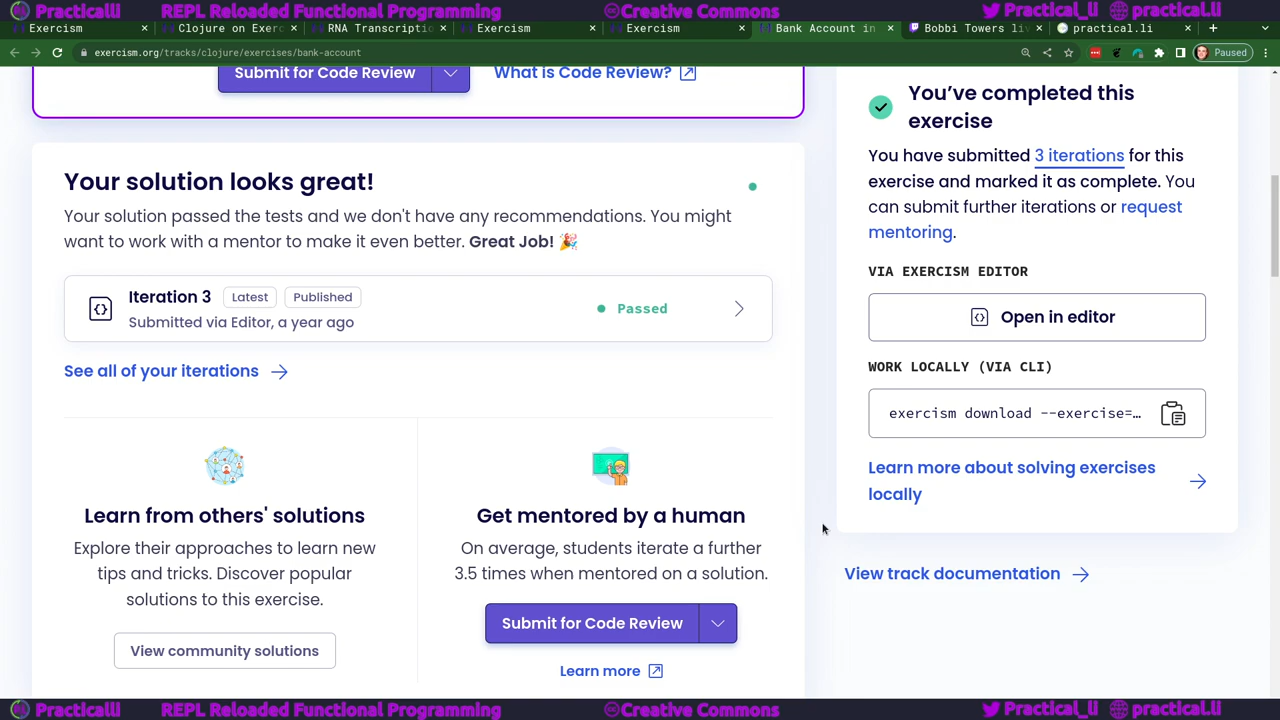 Practicalli REPL Reloaded Functional Programming Creative Commons Practical_li practical.li
Exercism Clojure on Exerc RNA Transcriptio Exercism Exercism Bank Account in Bobbi Towers liv practical.li
exercism.org/tracks/clojure/exercises/bank-account Paused
Submit for Code Review What is Code Review?
Your solution looks great!
Your solution passed the tests and we don't have any recommendations. You might
want to work with a mentor to make it even better. Great Job! 🎉
Iteration 3 Latest Published
Submitted via Editor, a year ago
Passed
See all of your iterations
Learn from others' solutions
Explore their approaches to learn new
tips and tricks. Discover popular
solutions to this exercise.
View community solutions
Get mentored by a human
On average, students iterate a further
3.5 times when mentored on a solution.
Submit for Code Review
Learn more
You've completed this
exercise
You have submitted 3 iterations for this
exercise and marked it as complete. You
can submit further iterations or request
mentoring.
VIA EXERCISM EDITOR
Open in editor
WORK LOCALLY (VIA CLI)
exercism download --exercise=…
Learn more about solving exercises
locally
View track documentation
Practicalli REPL Reloaded Functional Programming Creative Commons Practical_li practical.li